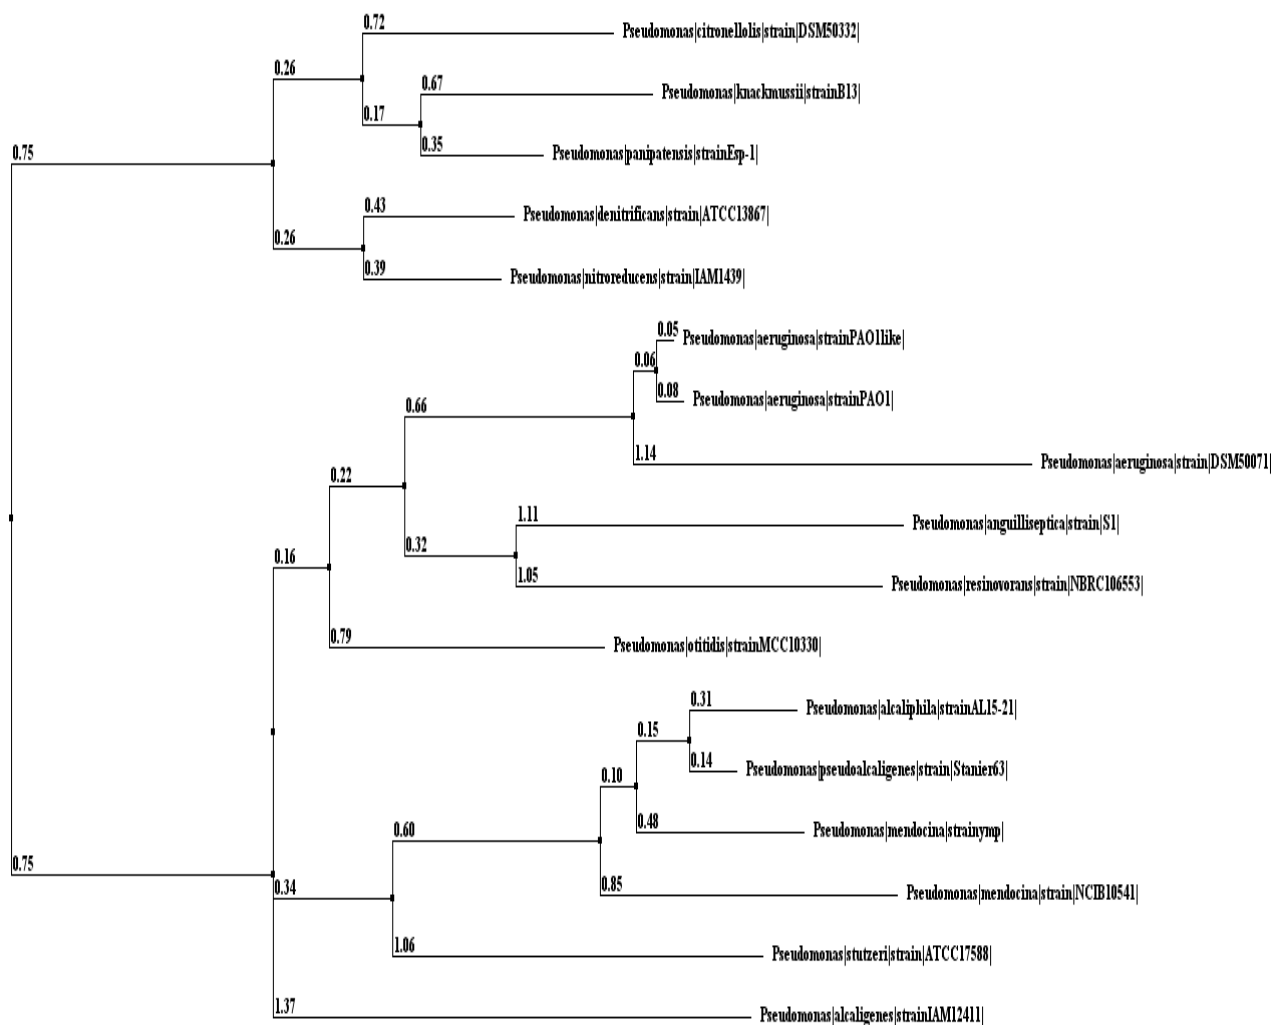 0.72
Pseudomonas|citronellolis|strain|DSM50332|
0.26
0.67
Pseudomonas|knackmussii|strainB13|
0.17
0.35
Pseudomonas|panipatensis|strainEsp-1|
0.75
0.43
Pseudomonas|denitrificans|strain|ATCC13867|
0.26
0.39
Pseudomonas|nitroreducens|strain|IAM1439|
0.05
Pseudomonas|aeruginosa|strainPAO1like|
0.06
0.08
Pseudomonas|aeruginosa|strainPAO1|
0.66
1.14
Pseudomonas|aeruginosa|strain|DSM50071|
0.22
1.11
Pseudomonas|anguilliseptica|strain|S1|
0.32
0.16
1.05
Pseudomonas|resinovorans|strain|NBRC106553|
0.79
Pseudomonas|otitidis|strainMCC10330|
0.31
Pseudomonas|alcaliphila|strainAL15-21|
0.15
0.14
Pseudomonas|pseudoalcaligenes|strain|Stanier63|
0.10
0.48
Pseudomonas|mendocina|strainymp|
0.60
0.75
0.34
0.85
Pseudomonas|mendocina|strain|NCIB10541|
1.06
Pseudomonas|stutzeri|strain|ATCC17588|
1.37
Pseudomonas|alcaligenes|strainIAM12411|